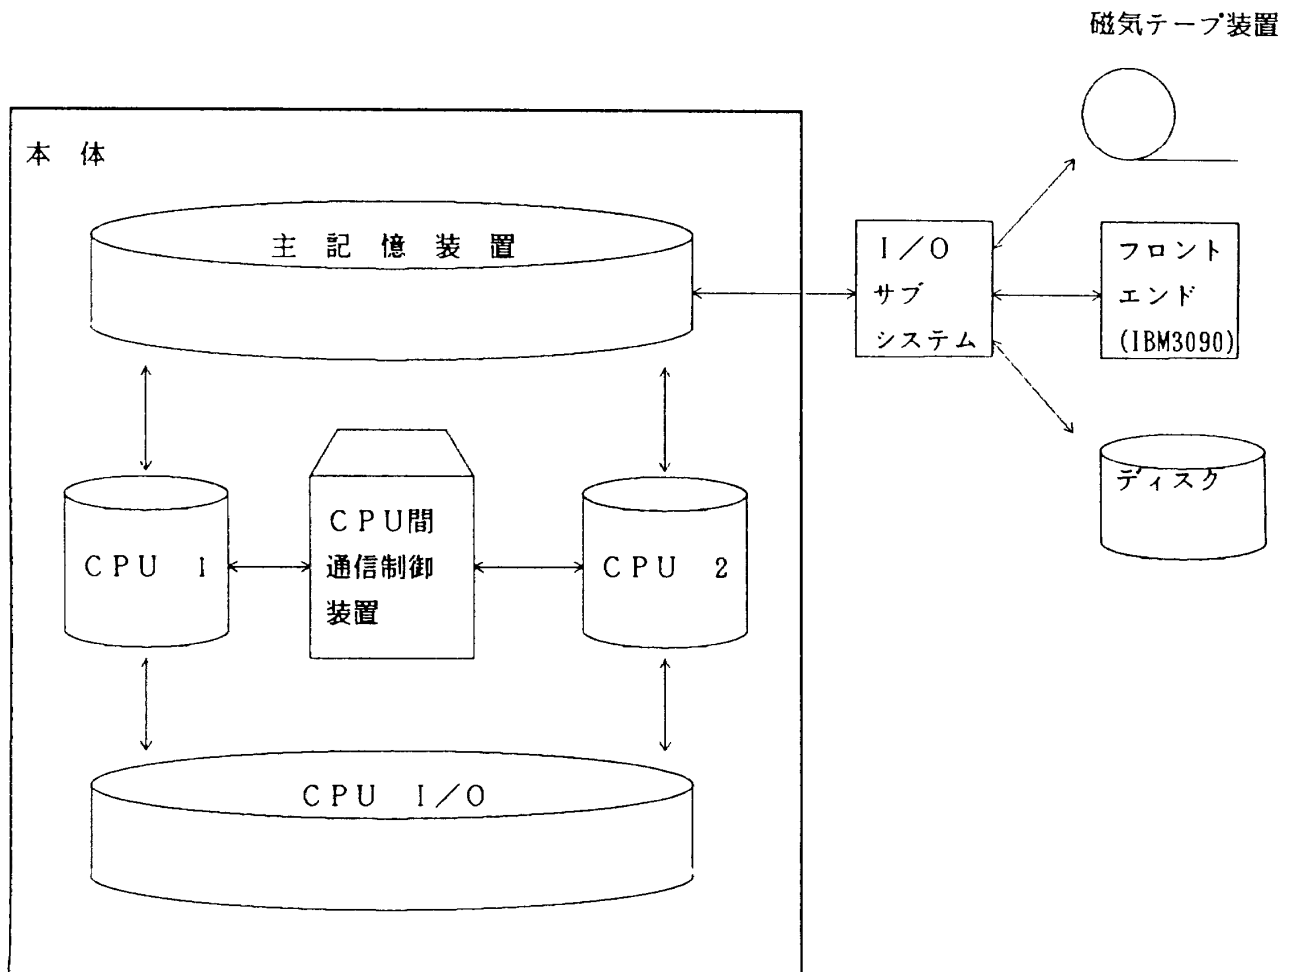 磁気テープ装置
本 体
主 記 憶 装 置
I／O
サブ
システム
フロント
エンド
(IBM3090)
ディスク
CPU 1
CPU間
通信制御
装置
CPU 2
CPU I／O